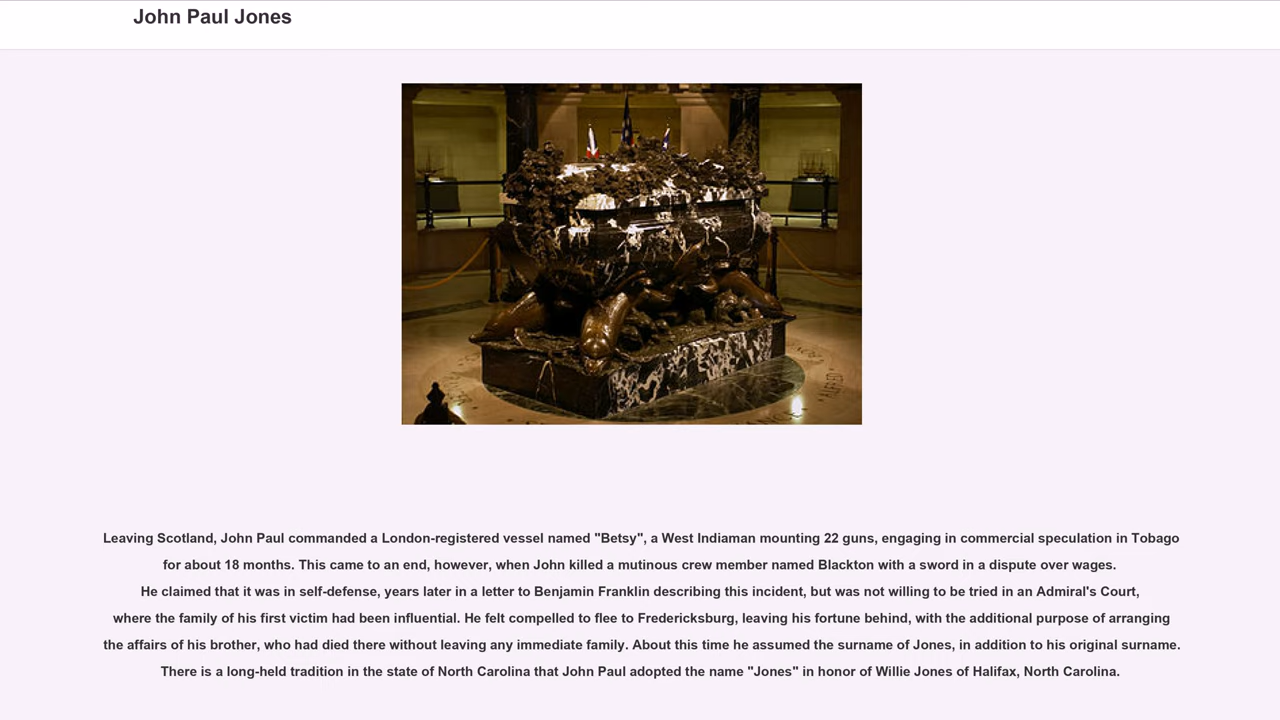 John Paul Jones
Leaving Scotland, John Paul commanded a London-registered vessel named "Betsy", a West Indiaman mounting 22 guns, engaging in commercial speculation in Tobago
for about 18 months. This came to an end, however, when John killed a mutinous crew member named Blackton with a sword in a dispute over wages.
He claimed that it was in self-defense, years later in a letter to Benjamin Franklin describing this incident, but was not willing to be tried in an Admiral's Court,
where the family of his first victim had been influential. He felt compelled to flee to Fredericksburg, leaving his fortune behind, with the additional purpose of arranging
the affairs of his brother, who had died there without leaving any immediate family. About this time he assumed the surname of Jones, in addition to his original surname.
There is a long-held tradition in the state of North Carolina that John Paul adopted the name "Jones" in honor of Willie Jones of Halifax, North Carolina.